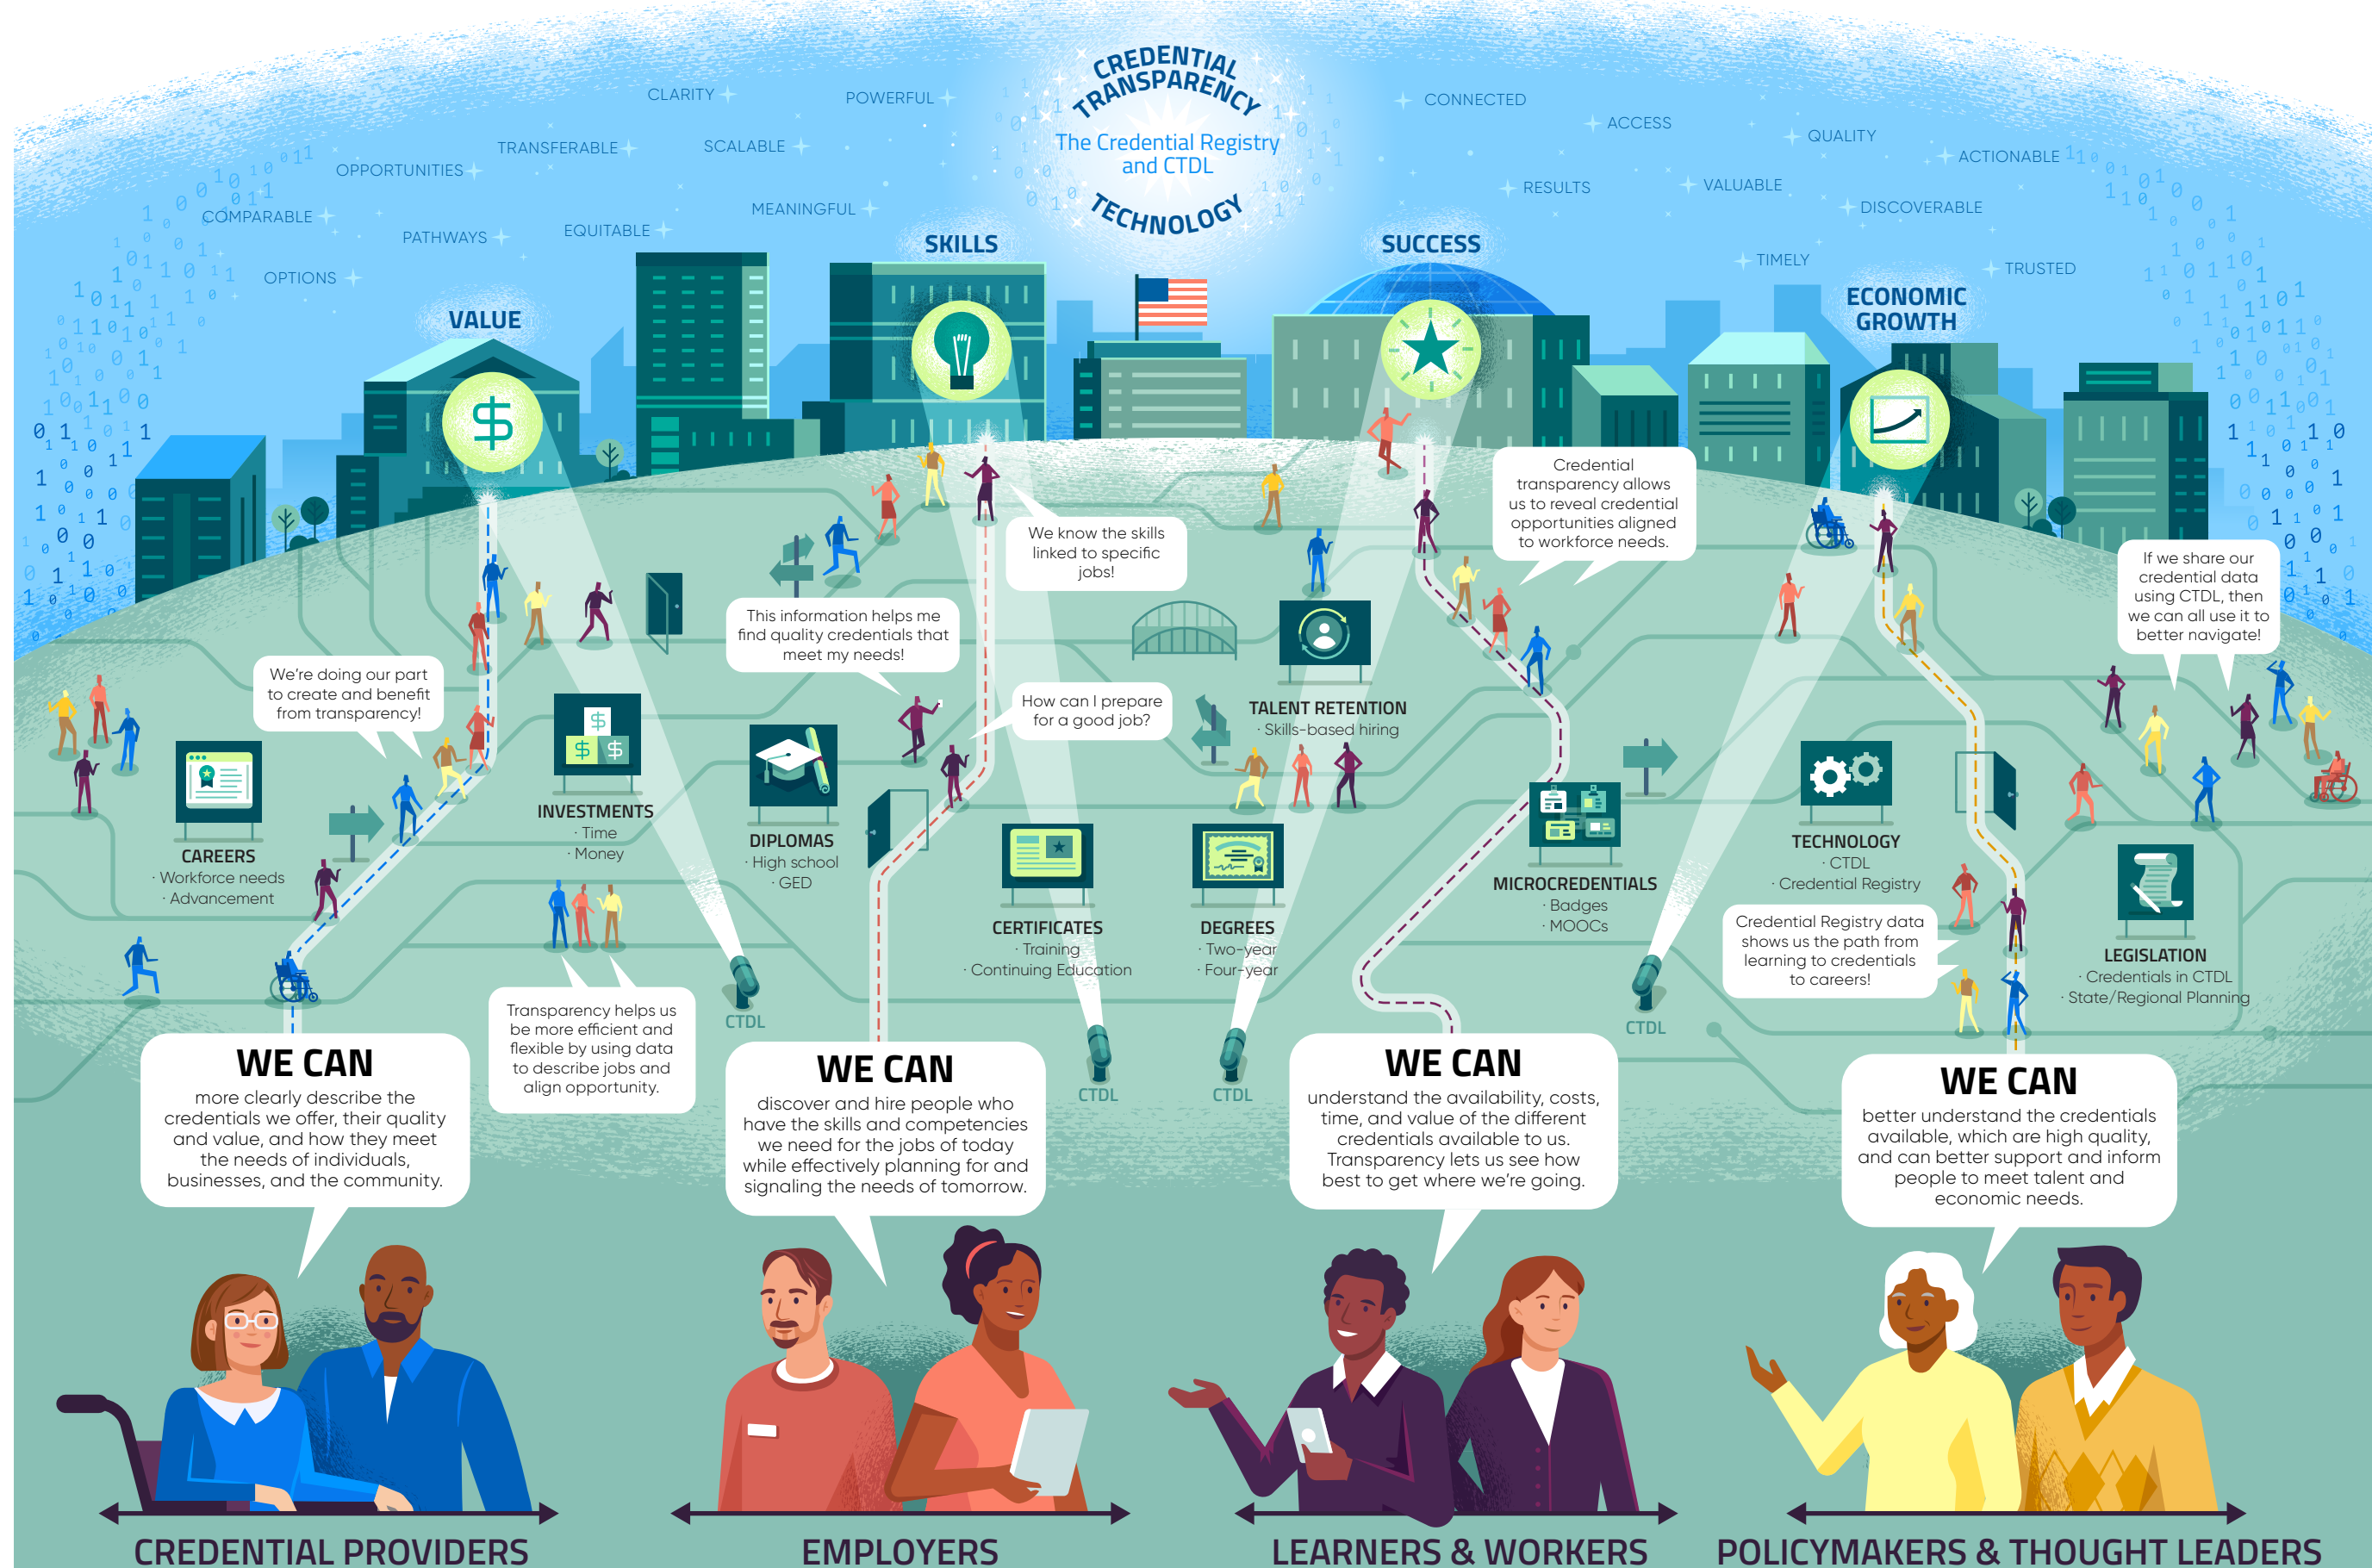 CREDENTIAL
TRANSPARENCY
The Credential Registry
and CTDL
TECHNOLOGY
CLARITY
POWERFUL
TRANSFERABLE
SCALABLE
OPPORTUNITIES
COMPARABLE
MEANINGFUL
PATHWAYS
EQUITABLE
OPTIONS
CONNECTED
ACCESS
QUALITY
ACTIONABLE
RESULTS
VALUABLE
DISCOVERABLE
TIMELY
TRUSTED
VALUE
SKILLS
SUCCESS
ECONOMIC
GROWTH
We know the skills
linked to specific
jobs!
Credential
transparency allows
us to reveal credential
opportunities aligned
to workforce needs.
If we share our
credential data
using CTDL, then
we can all use it to
better navigate!
This information helps me
find quality credentials that
meet my needs!
We're doing our part
to create and benefit
from transparency!
How can I prepare
for a good job?
TALENT RETENTION
· Skills-based hiring
CAREERS
· Workforce needs
· Advancement
INVESTMENTS
· Time
· Money
DIPLOMAS
· High school
· GED
CERTIFICATES
· Training
· Continuing Education
DEGREES
· Two-year
· Four-year
MICROCREDENTIALS
· Badges
· MOOCs
TECHNOLOGY
· CTDL
· Credential Registry
LEGISLATION
· Credentials in CTDL
· State/Regional Planning
Credential Registry data
shows us the path from
learning to credentials
to careers!
Transparency helps us
be more efficient and
flexible by using data
to describe jobs and
align opportunity.
CTDL
CTDL
CTDL
CTDL
WE CAN
more clearly describe the
credentials we offer, their quality
and value, and how they meet
the needs of individuals,
businesses, and the community.
WE CAN
discover and hire people who
have the skills and competencies
we need for the jobs of today
while effectively planning for and
signaling the needs of tomorrow.
WE CAN
understand the availability, costs,
time, and value of the different
credentials available to us.
Transparency lets us see how
best to get where we're going.
WE CAN
better understand the credentials
available, which are high quality,
and can better support and inform
people to meet talent and
economic needs.
CREDENTIAL PROVIDERS
EMPLOYERS
LEARNERS & WORKERS
POLICYMAKERS & THOUGHT LEADERS